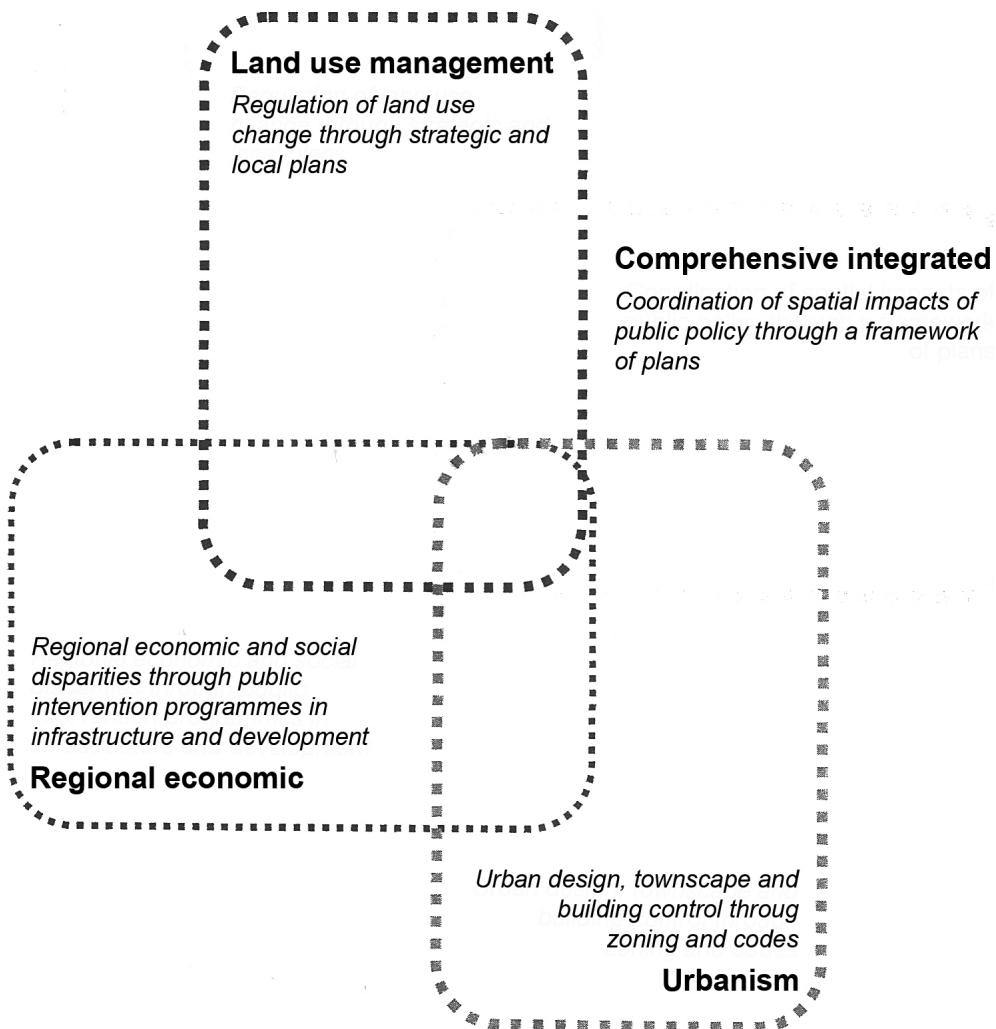 Land use management
Regulation of land use
change through strategic and
local plans
Comprehensive integrated
Coordination of spatial impacts of
public policy through a framework
of plans
Regional economic and social
disparities through public
intervention programmes in
infrastructure and development
Regional economic
Urban design, townscape and
building control throug
zoning and codes
Urbanism